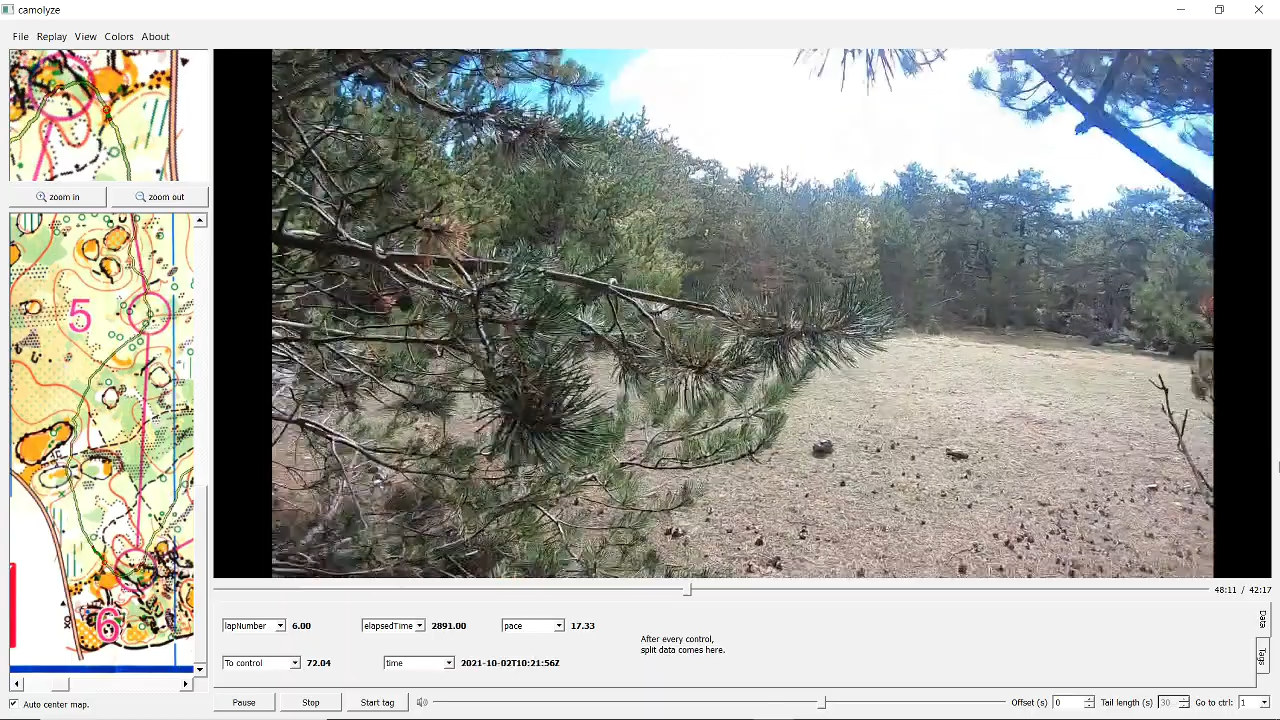 camolyze
File Replay View Colors About
zoom in zoom out
5
6
48:11 / 42:17
lapNumber 6.00 elapsedTime 2891.00 pace 17.33
After every control,
split data comes here.
To control 72.04 time 2021-10-02T10:21:56Z
Data
Tags
Auto center map.
Pause Stop Start tag Offset (s) 0 Tail length (s) 30 Go to ctrl: 1